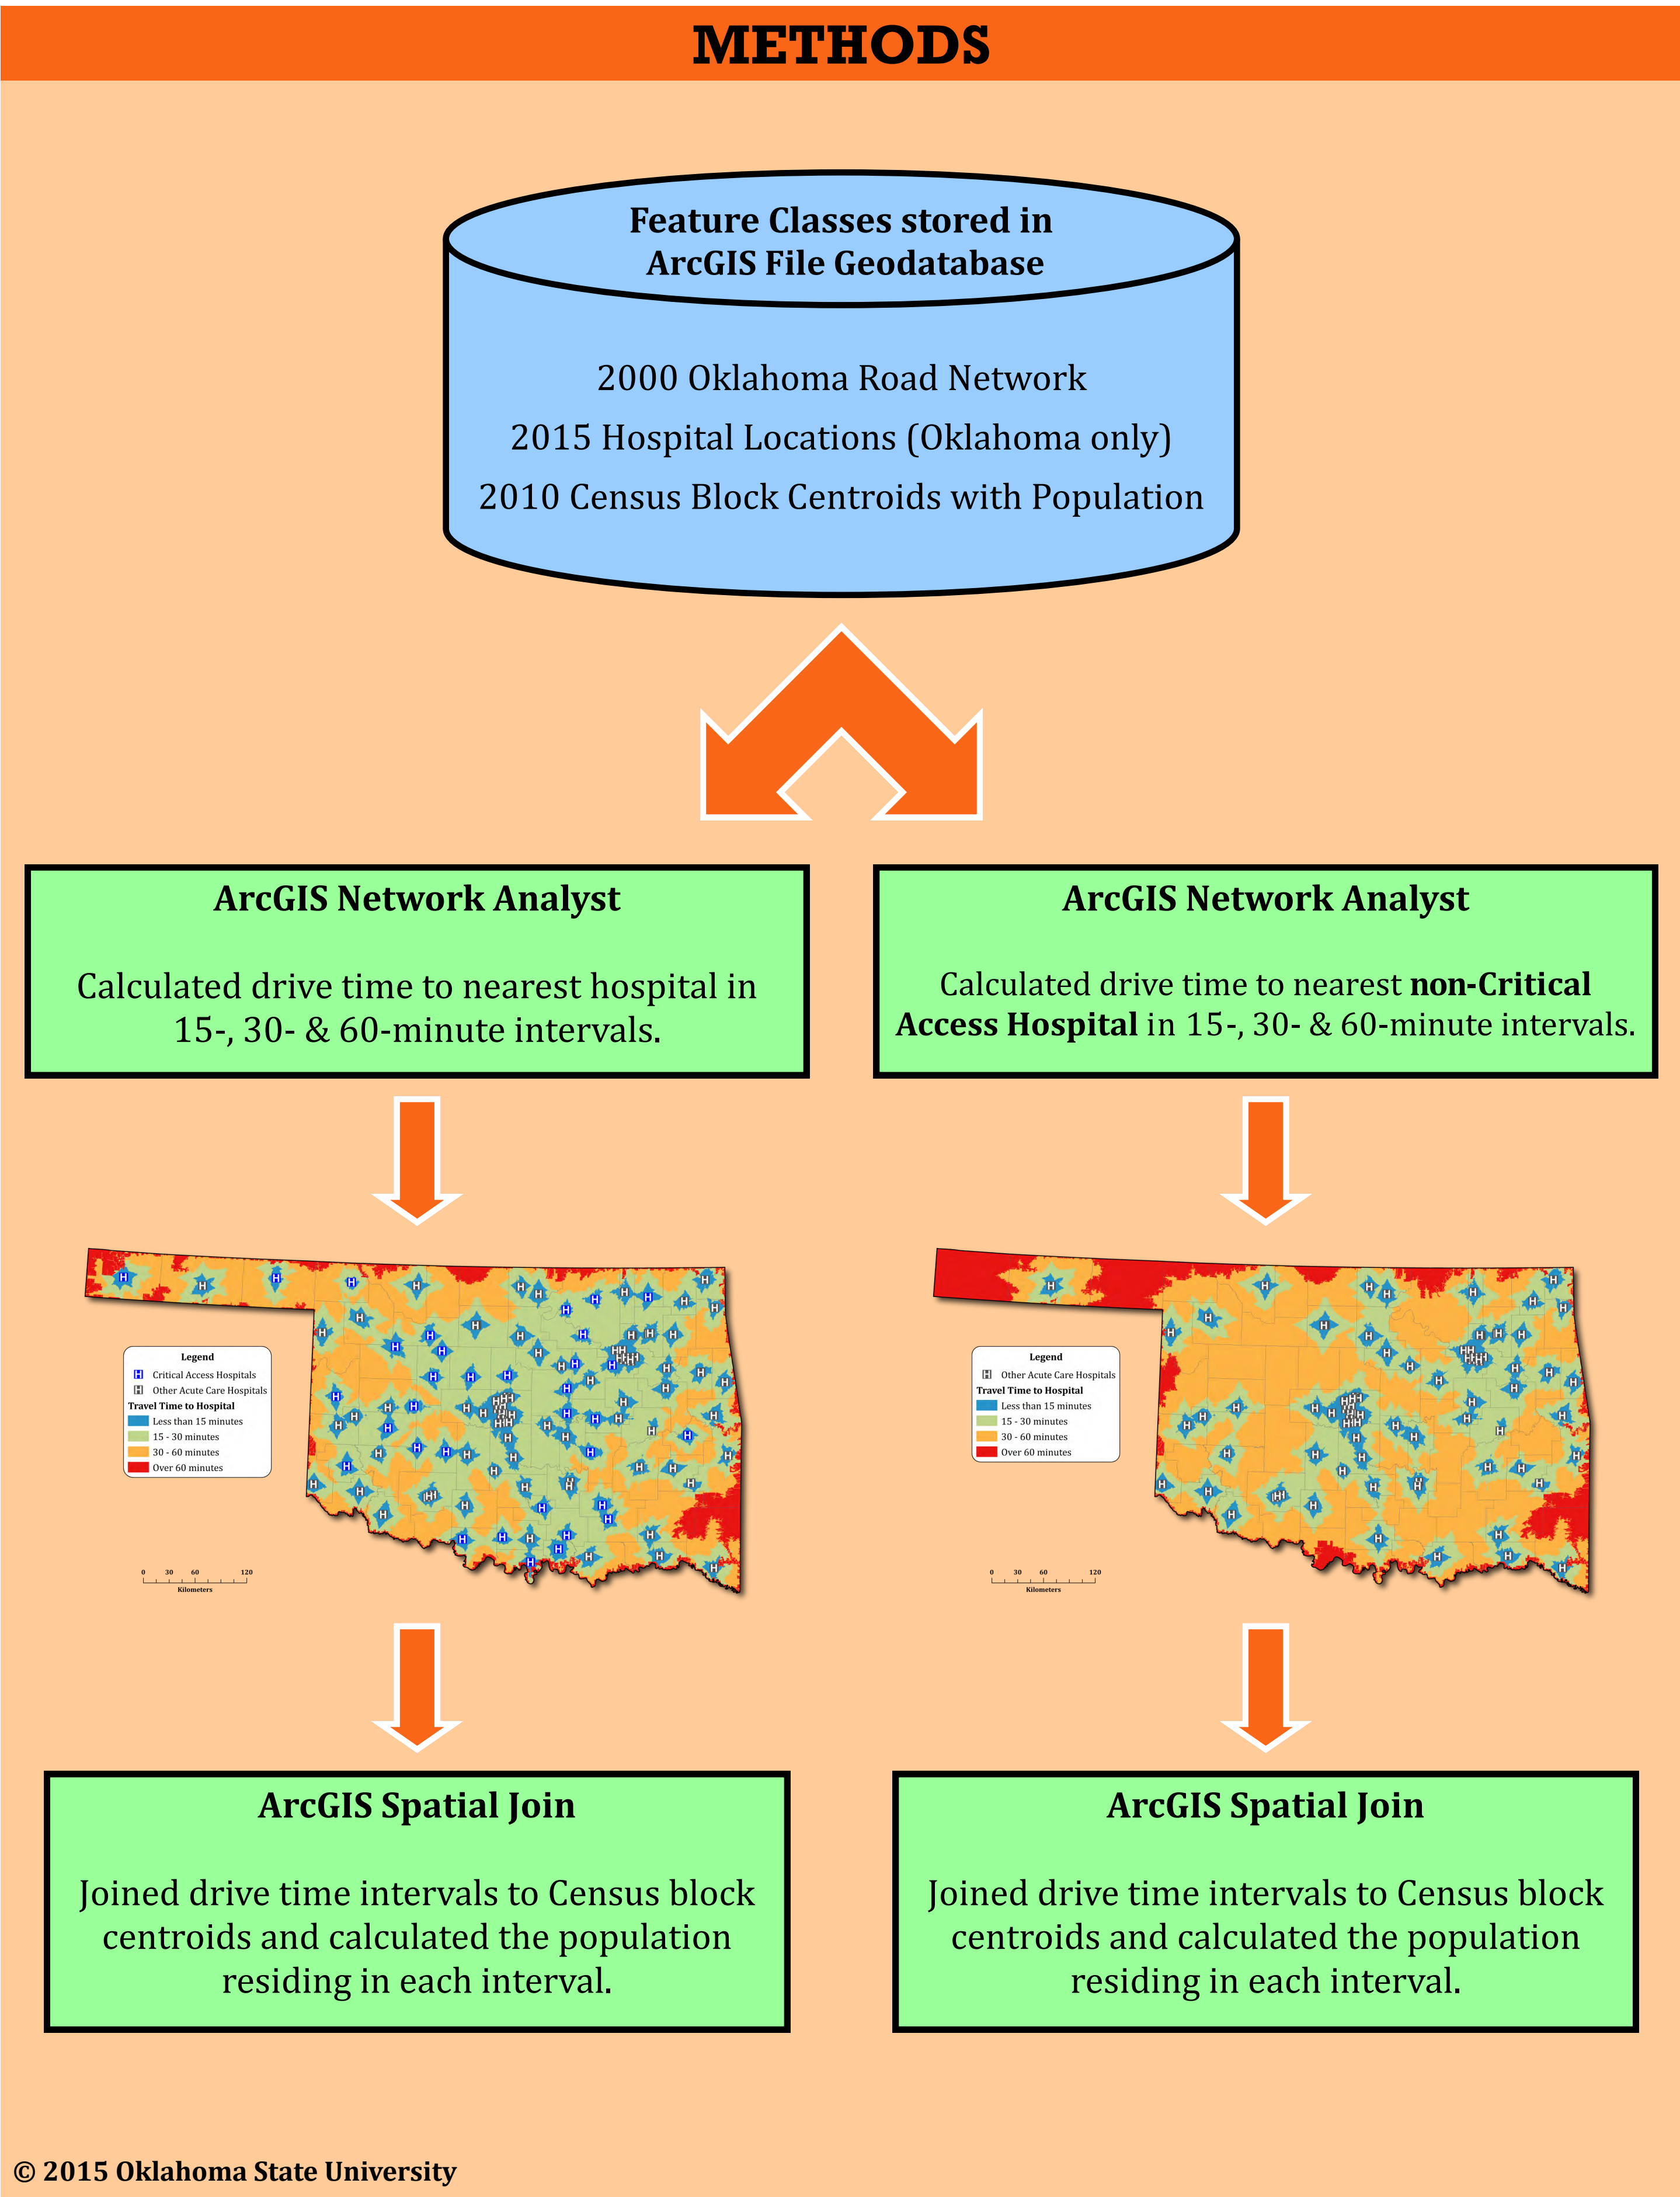 METHODS
Feature Classes stored in
ArcGIS File Geodatabase
2000 Oklahoma Road Network
2015 Hospital Locations (Oklahoma only)
2010 Census Block Centroids with Population
ArcGIS Network Analyst
Calculated drive time to nearest hospital in
15-, 30- & 60-minute intervals.
ArcGIS Network Analyst
Calculated drive time to nearest non-Critical
Access Hospital in 15-, 30- & 60-minute intervals.
Legend
H Critical Access Hospitals
H Other Acute Care Hospitals
Travel Time to Hospital
Less than 15 minutes
15 - 30 minutes
30 - 60 minutes
Over 60 minutes
0 30 60 120
Kilometers
Legend
H Other Acute Care Hospitals
Travel Time to Hospital
Less than 15 minutes
15 - 30 minutes
30 - 60 minutes
Over 60 minutes
0 30 60 120
Kilometers
ArcGIS Spatial Join
Joined drive time intervals to Census block
centroids and calculated the population
residing in each interval.
ArcGIS Spatial Join
Joined drive time intervals to Census block
centroids and calculated the population
residing in each interval.
© 2015 Oklahoma State University